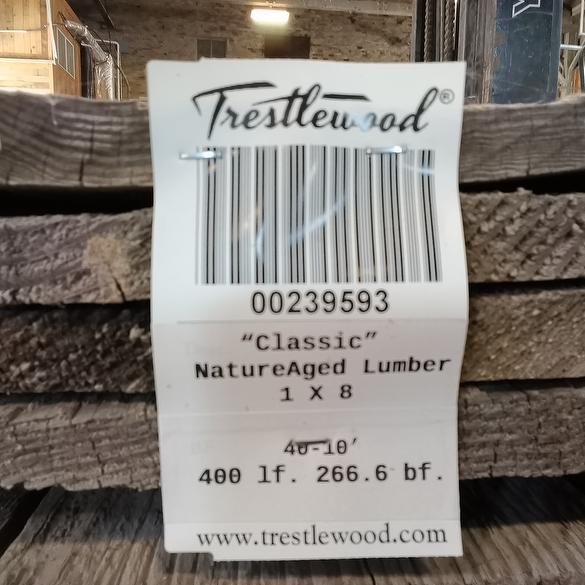 Trestlewood®
00239593
“Classic”
NatureAged Lumber
1 X 8
40-10’
400 lf. 266.6 bf.
www.trestlewood.com